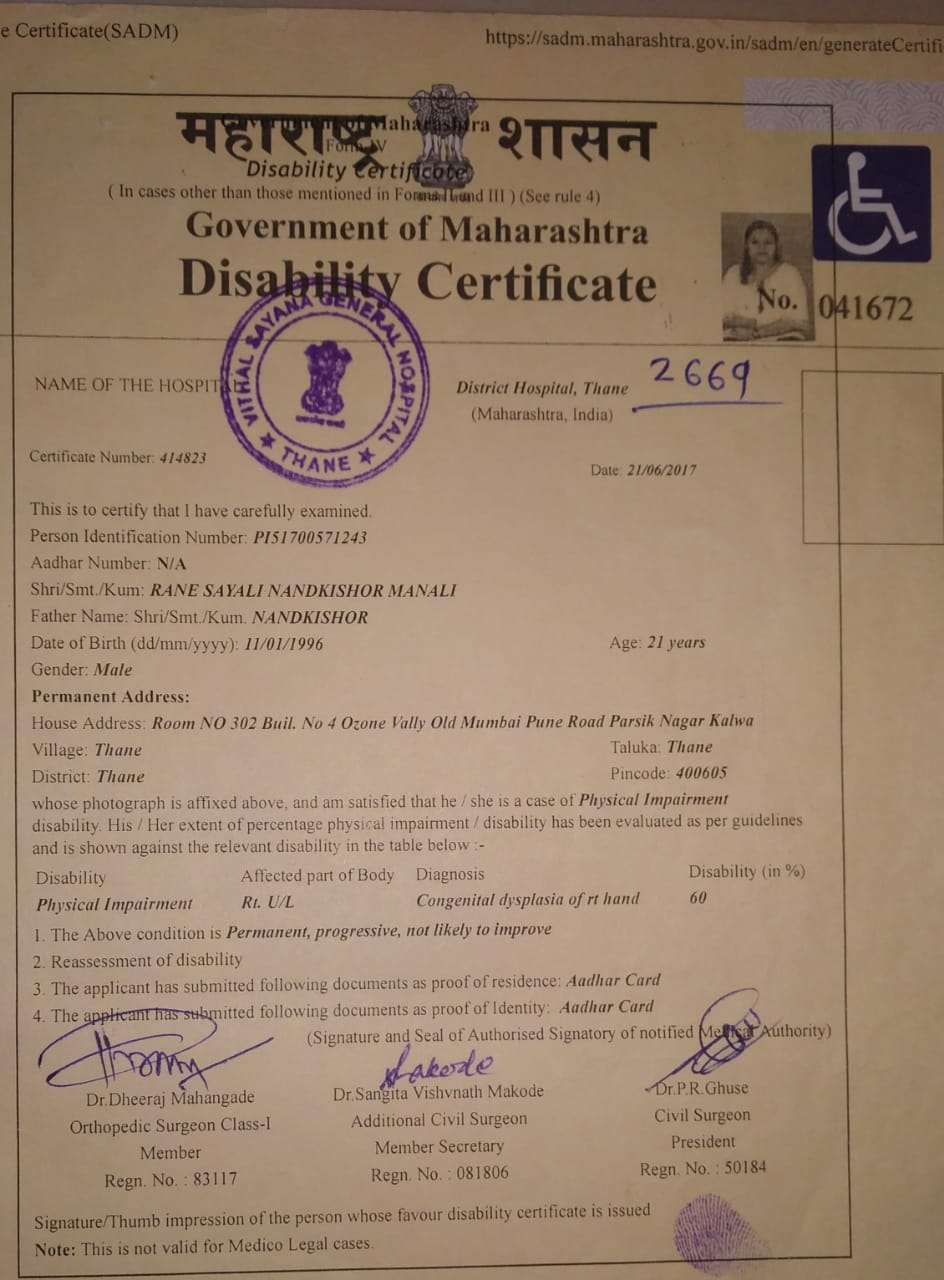 e Certificate(SADM)
https://sadm.maharashtra.gov.in/sadm/en/generateCertifi
महाराष्ट्र शासन
Government of Maharashtra
Form IV
Disability Certificate
( In cases other than those mentioned in Forms II and III ) (See rule 4)
Government of Maharashtra
Disability Certificate
No. 041672
VITHAL SAYANA GENERAL HOSPITAL
THANE
NAME OF THE HOSPITAL
District Hospital, Thane
2669
(Maharashtra, India)
Certificate Number: 414823
Date: 21/06/2017
This is to certify that I have carefully examined.
Person Identification Number: PI51700571243
Aadhar Number: N/A
Shri/Smt./Kum: RANE SAYALI NANDKISHOR MANALI
Father Name: Shri/Smt./Kum. NANDKISHOR
Date of Birth (dd/mm/yyyy): 11/01/1996 Age: 21 years
Gender: Male
Permanent Address:
House Address: Room NO 302 Buil. No 4 Ozone Vally Old Mumbai Pune Road Parsik Nagar Kalwa
Village: Thane Taluka: Thane
District: Thane Pincode: 400605
whose photograph is affixed above, and am satisfied that he / she is a case of Physical Impairment
disability. His / Her extent of percentage physical impairment / disability has been evaluated as per guidelines
and is shown against the relevant disability in the table below :-
Disability Affected part of Body Diagnosis Disability (in %)
Physical Impairment Rt. U/L Congenital dysplasia of rt hand 60
1. The Above condition is Permanent, progressive, not likely to improve
2. Reassessment of disability
3. The applicant has submitted following documents as proof of residence: Aadhar Card
4. The applicant has submitted following documents as proof of Identity: Aadhar Card
(Signature and Seal of Authorised Signatory of notified Medical Authority)
Makode
Dr.Dheeraj Mahangade Dr.Sangita Vishvnath Makode Dr.P.R.Ghuse
Orthopedic Surgeon Class-I Additional Civil Surgeon Civil Surgeon
Member Member Secretary President
Regn. No. : 83117 Regn. No. : 081806 Regn. No. : 50184
Signature/Thumb impression of the person whose favour disability certificate is issued
Note: This is not valid for Medico Legal cases.